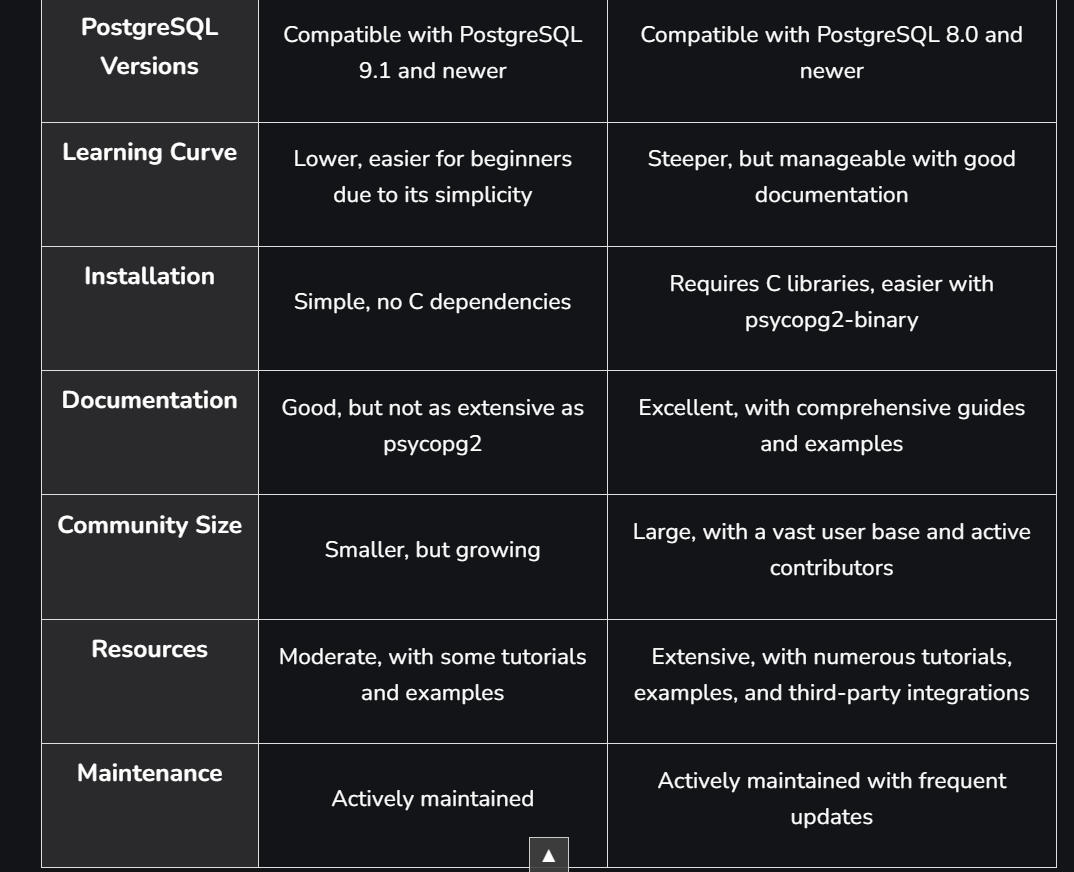 PostgreSQL
Versions
Compatible with PostgreSQL
9.1 and newer
Compatible with PostgreSQL 8.0 and
newer
Learning Curve
Lower, easier for beginners
due to its simplicity
Steeper, but manageable with good
documentation
Installation
Simple, no C dependencies
Requires C libraries, easier with
psycopg2-binary
Documentation
Good, but not as extensive as
psycopg2
Excellent, with comprehensive guides
and examples
Community Size
Smaller, but growing
Large, with a vast user base and active
contributors
Resources
Moderate, with some tutorials
and examples
Extensive, with numerous tutorials,
examples, and third-party integrations
Maintenance
Actively maintained
Actively maintained with frequent
updates